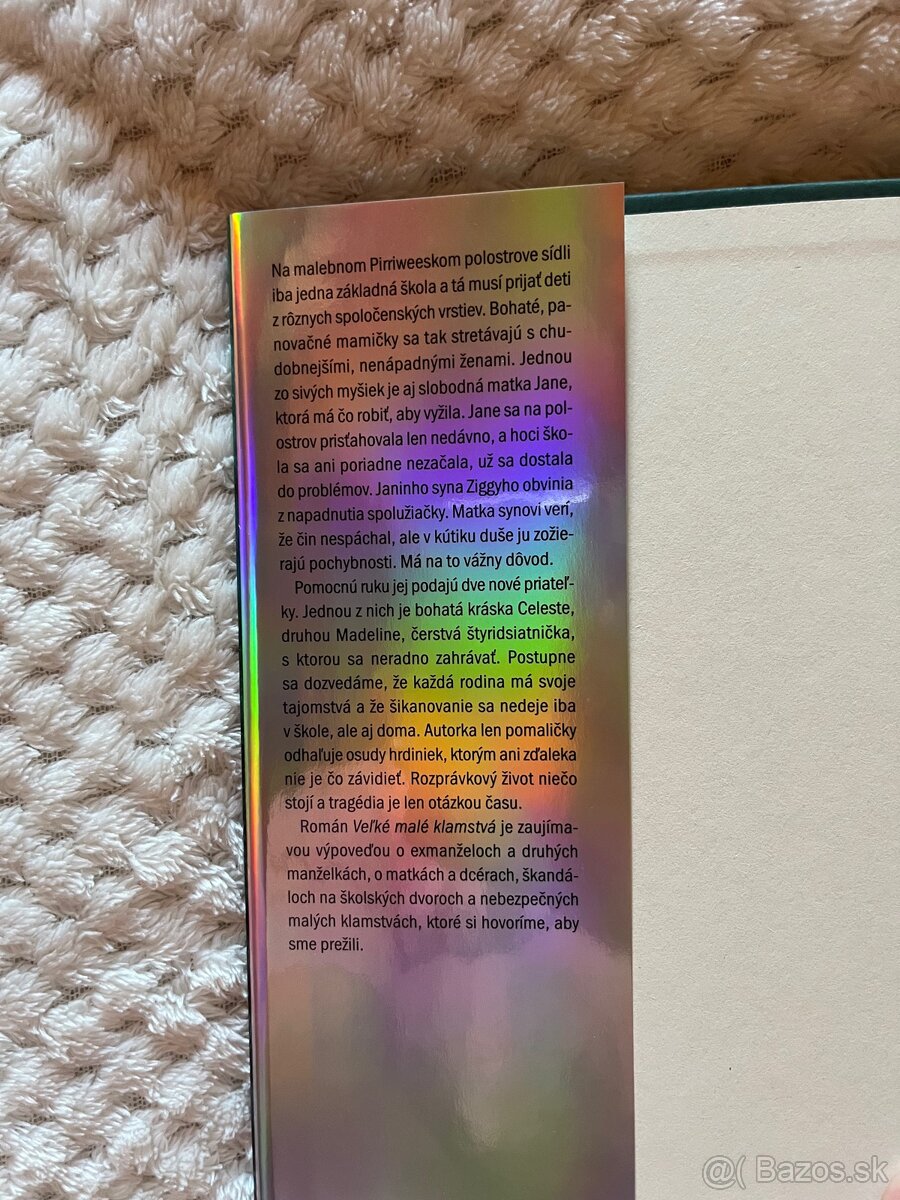 Na malebnom Pirriweeskom polostrove sídli
iba jedna základná škola a tá musí prijať deti
z rôznych spoločenských vrstiev. Bohaté, pa-
novačné mamičky sa tak stretávajú s chu-
dobnejšími, nenápadnými ženami. Jednou
zo sivých myšiek je aj slobodná matka Jane,
ktorá má čo robiť, aby vyžila. Jane sa na pol-
ostrov prisťahovala len nedávno, a hoci ško-
la sa ani poriadne nezačala, už sa dostala
do problémov. Janinho syna Ziggyho obvinia
z napadnutia spolužiačky. Matka synovi verí,
že čin nespáchal, ale v kútiku duše ju zožie-
rajú pochybnosti. Má na to vážny dôvod.
Pomocnú ruku jej podajú dve nové priateľ-
ky. Jednou z nich je bohatá kráska Celeste,
druhou Madeline, čerstvá štyridsiatnička,
s ktorou sa neradno zahrávať. Postupne
sa dozvedáme, že každá rodina má svoje
tajomstvá a že šikanovanie sa nedeje iba
v škole, ale aj doma. Autorka len pomaličky
odhaľuje osudy hrdiniek, ktorým ani zďaleka
nie je čo závidieť. Rozprávkový život niečo
stojí a tragédia je len otázkou času.
Román Veľké malé klamstvá je zaujíma-
vou výpoveďou o exmanželoch a druhých
manželkách, o matkách a dcérach, škandá-
loch na školských dvoroch a nebezpečných
malých klamstvách, ktoré si hovoríme, aby
sme prežili.
@( Bazos.sk